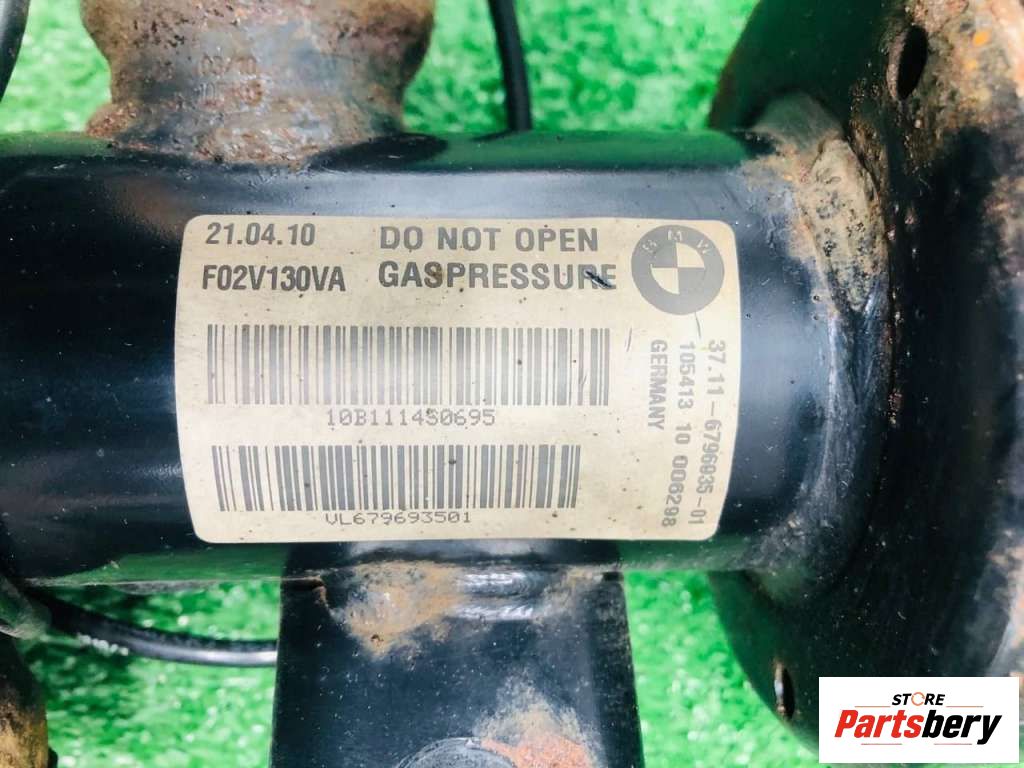 21.04.10
F02V130VA
DO NOT OPEN
GASPRESSURE
BMW
37.11-6796935-01
105413 10 006298
GERMANY
10B111450695
VL679693501
STORE
Partsbery